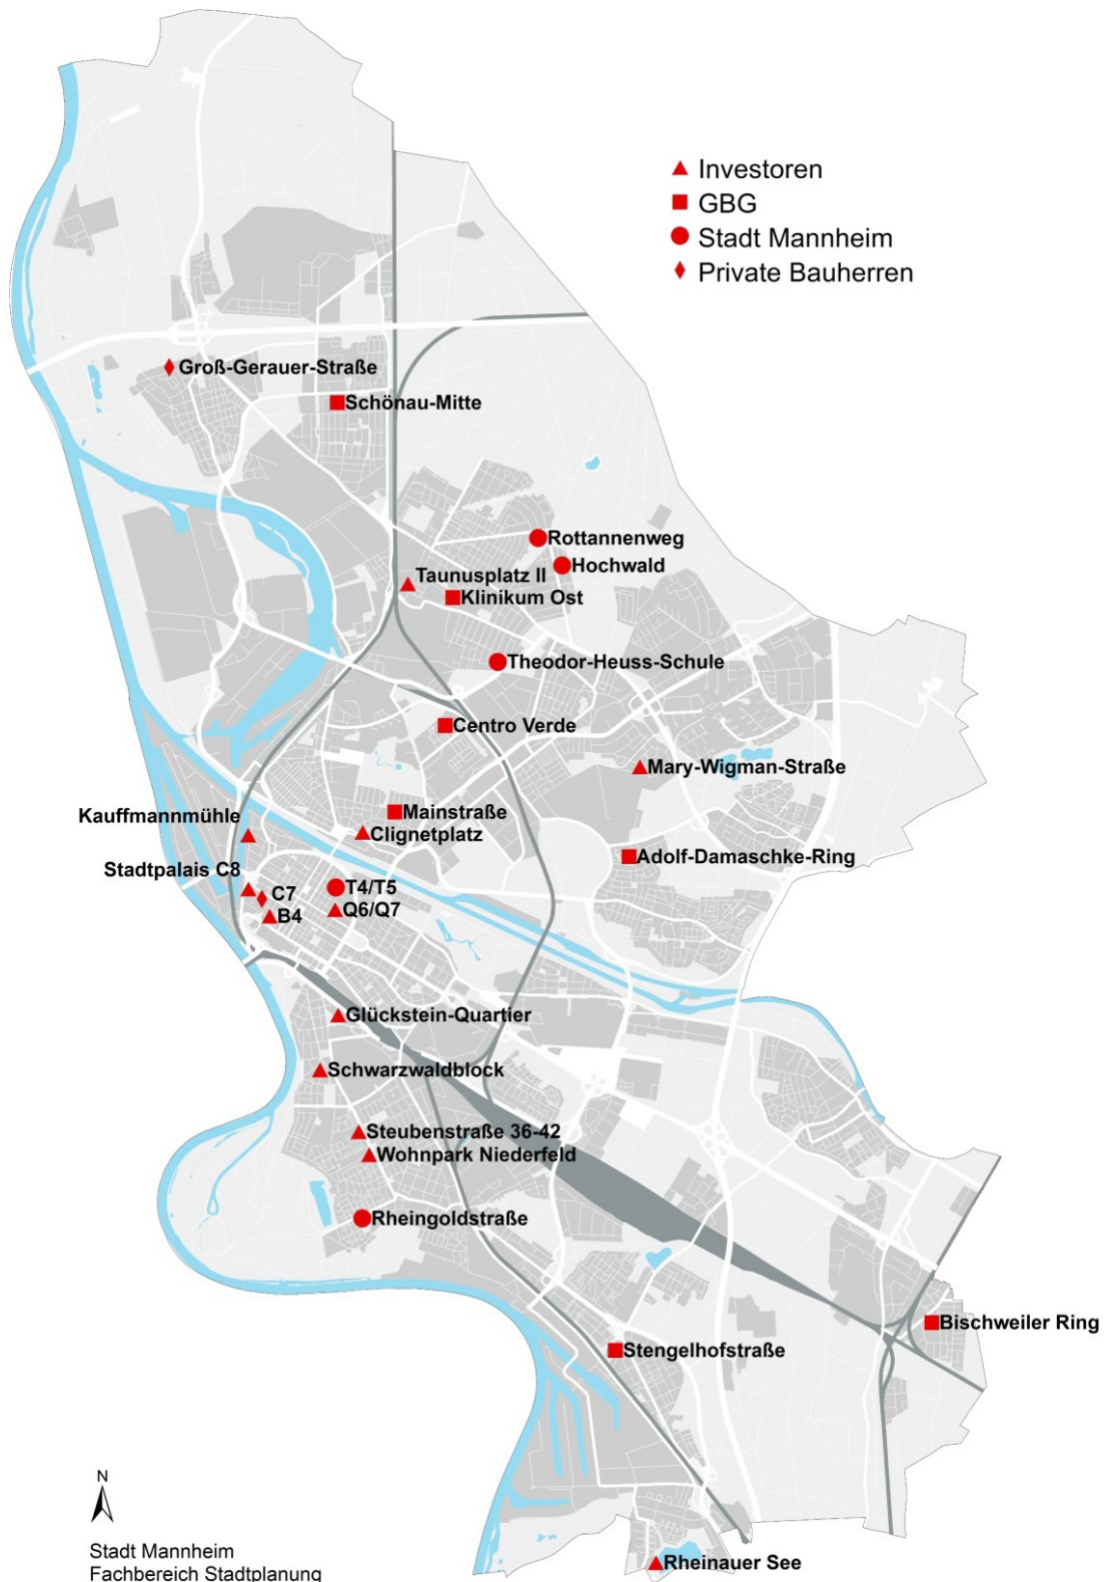 Investoren
GBG
Stadt Mannheim
Private Bauherren
Groß-Gerauer-Straße
Schönau-Mitte
Rottannenweg
Hochwald
Taunusplatz II
Klinikum Ost
Theodor-Heuss-Schule
Centro Verde
Mary-Wigman-Straße
Mainstraße
Kauffmannmühle
Clignetplatz
Adolf-Damaschke-Ring
Stadtpalais C8
T4/T5
C7
Q6/Q7
B4
Glückstein-Quartier
Schwarzwaldblock
Steubenstraße 36-42
Wohnpark Niederfeld
Rheingoldstraße
Bischweiler Ring
Stengelhofstraße
N
Stadt Mannheim
Fachbereich Stadtplanung
Rheinauer See